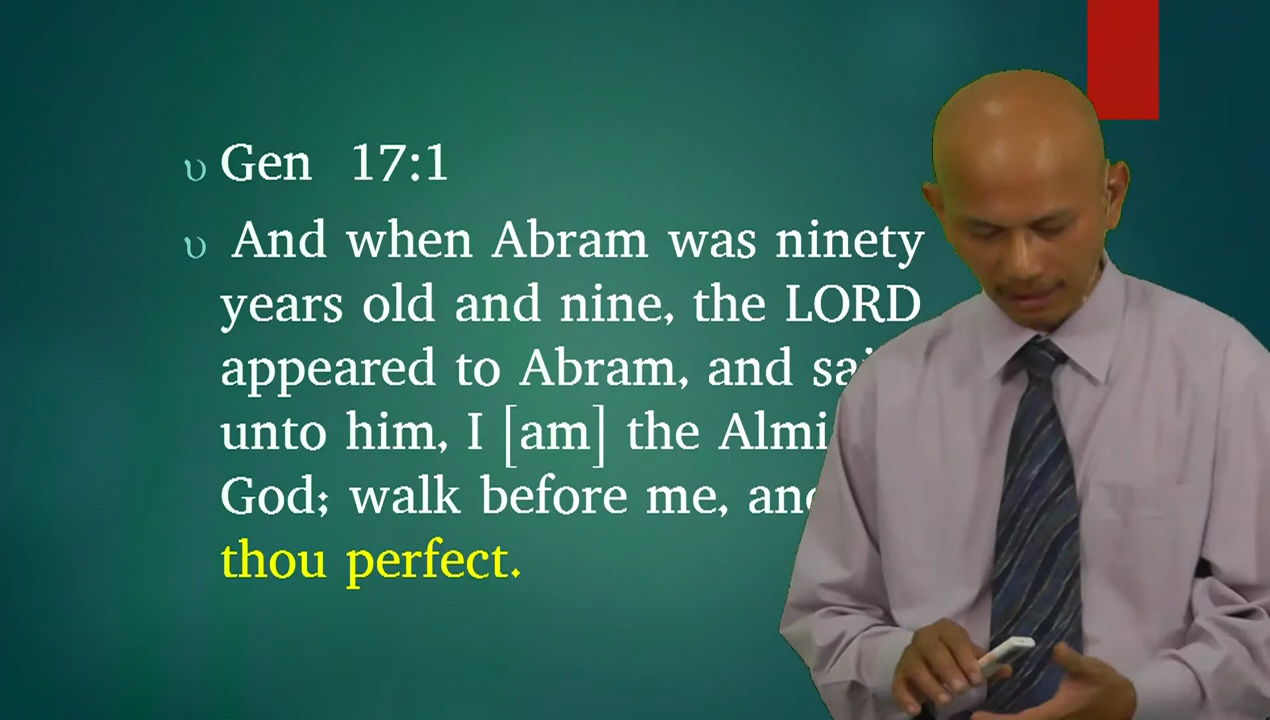 υ Gen 17:1
υ And when Abram was ninety
years old and nine, the LORD
appeared to Abram, and
unto him, I [am] the
God; walk before me,
thou perfect.